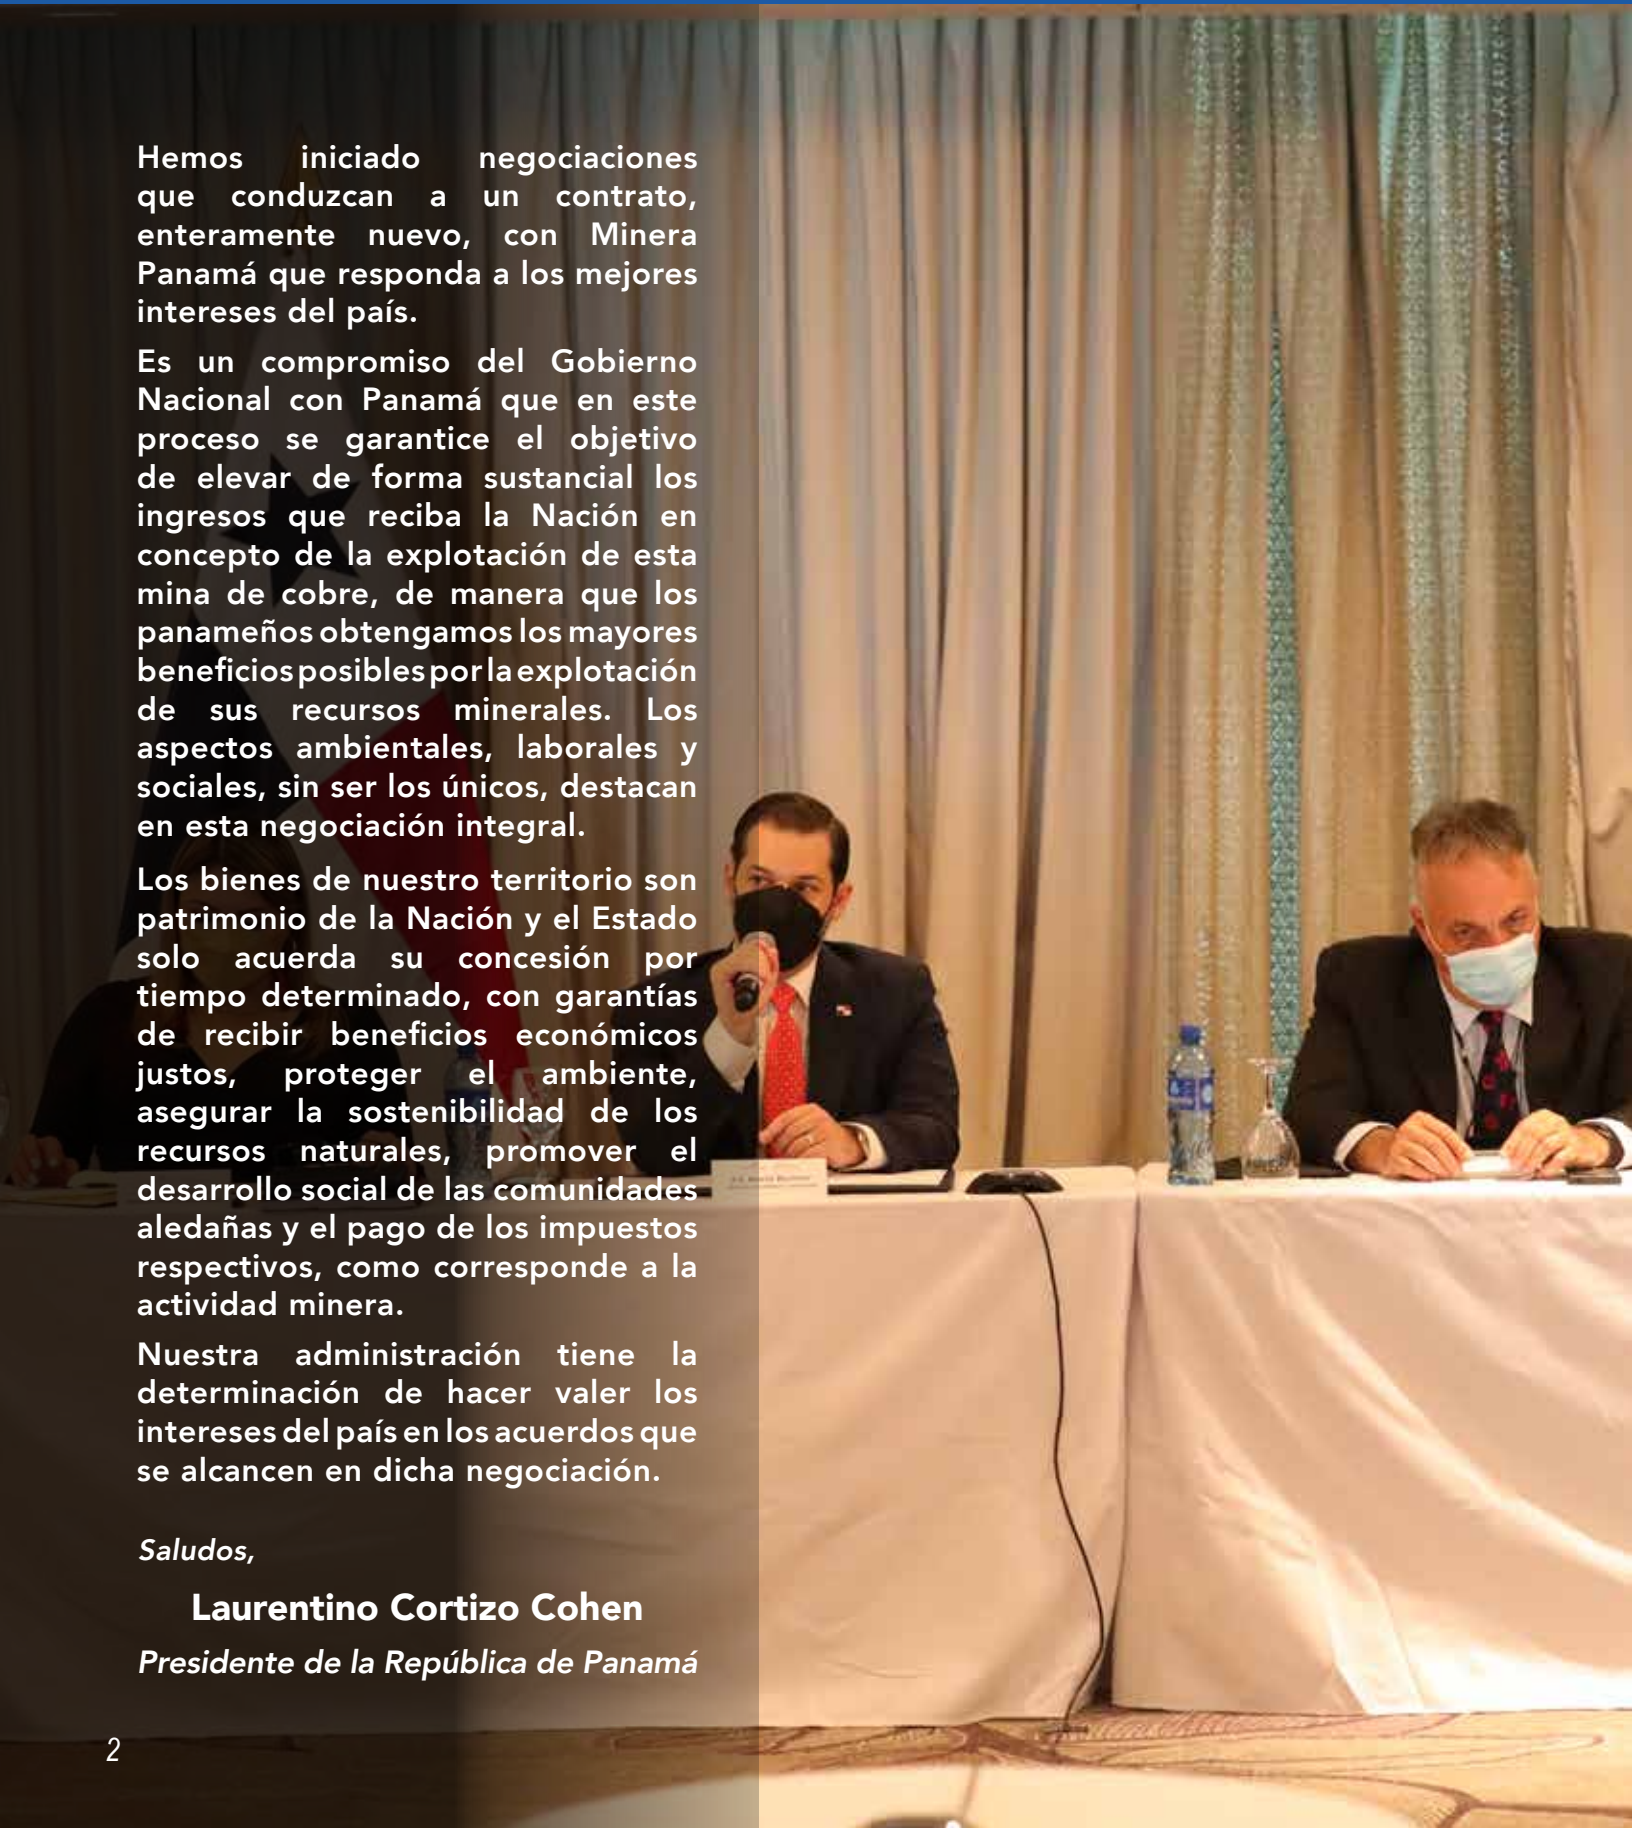 Hemos iniciado negociaciones
que conduzcan a un contrato,
enteramente nuevo, con Minera
Panamá que responda a los mejores
intereses del país.
Es un compromiso del Gobierno
Nacional con Panamá que en este
proceso se garantice el objetivo
de elevar de forma sustancial los
ingresos que reciba la Nación en
concepto de la explotación de esta
mina de cobre, de manera que los
panameños obtengamos los mayores
beneficios posibles por la explotación
de sus recursos minerales. Los
aspectos ambientales, laborales y
sociales, sin ser los únicos, destacan
en esta negociación integral.
Los bienes de nuestro territorio son
patrimonio de la Nación y el Estado
solo acuerda su concesión por
tiempo determinado, con garantías
de recibir beneficios económicos
justos, proteger el ambiente,
asegurar la sostenibilidad de los
recursos naturales, promover el
desarrollo social de las comunidades
aledañas y el pago de los impuestos
respectivos, como corresponde a la
actividad minera.
Nuestra administración tiene la
determinación de hacer valer los
intereses del país en los acuerdos que
se alcancen en dicha negociación.
Saludos,
Laurentino Cortizo Cohen
Presidente de la República de Panamá
2